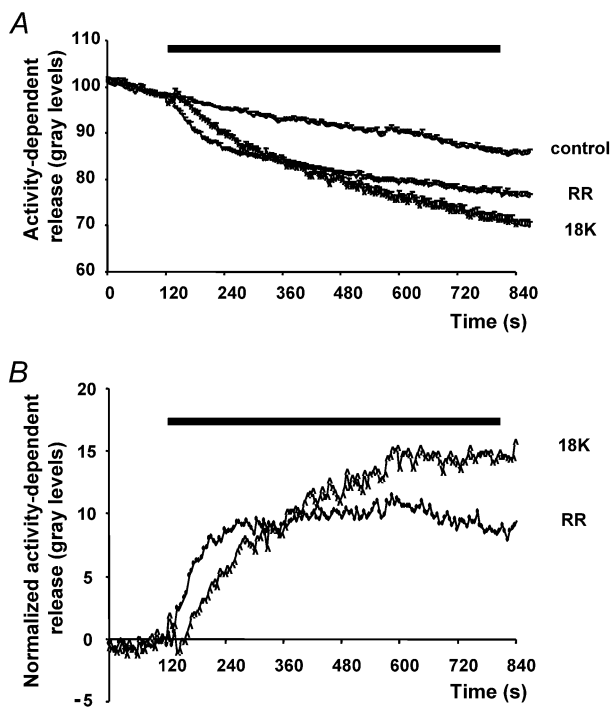 A
Activity-dependent
release (gray levels)
110
100
90
80
70
60
control
RR
18K
0 120 240 360 480 600 720 840
Time (s)
B
Normalized activity-dependent
release (gray levels)
20
15
10
5
0
-5
18K
RR
120 240 360 480 600 720 840
Time (s)